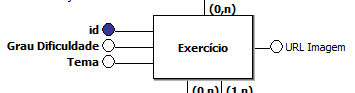 (0,n)
id
Grau Dificuldade
Exercício
URL Imagem
Tema
(0,n) (1,n)